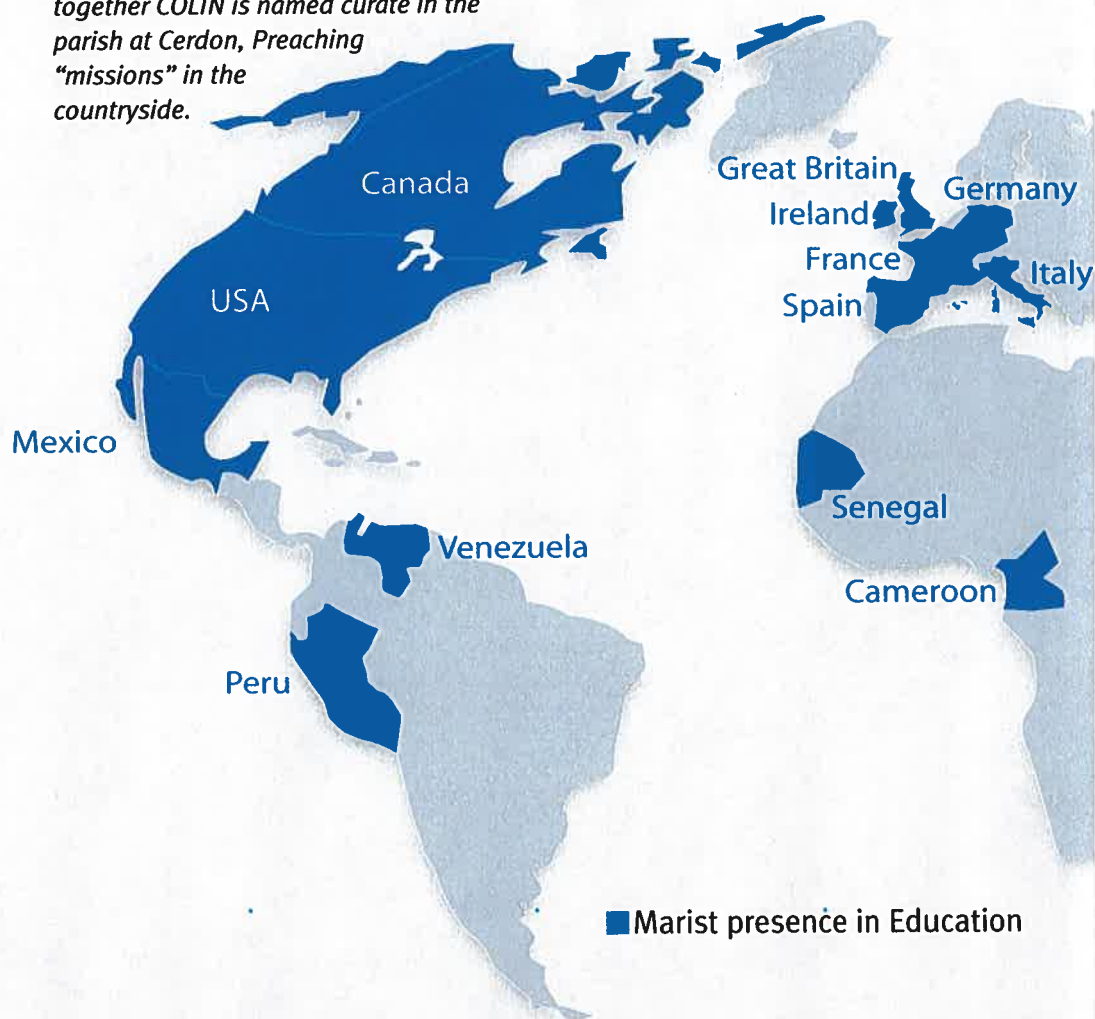 together COLIN is named curate in the
parish at Cerdon, Preaching
"missions" in the
countryside.
Canada
Great Britain
Germany
Ireland
France
Italy
USA
Spain
Mexico
Senegal
Venezuela
Cameroon
Peru
Marist presence in Education